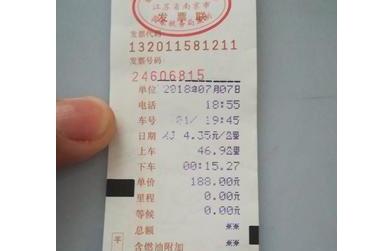 江苏省南京市
发票联
发票代码:
132011581211
发票号码:
24606815
单位 2018年07月07日
电话 18:55
车号 01/ 19:45
日期 4.35元/公里
上车 46.9公里
下车 00:15.27
单价 188.00元
里程 0.00元
等候 0.00元
总额 **
含燃油附加 **